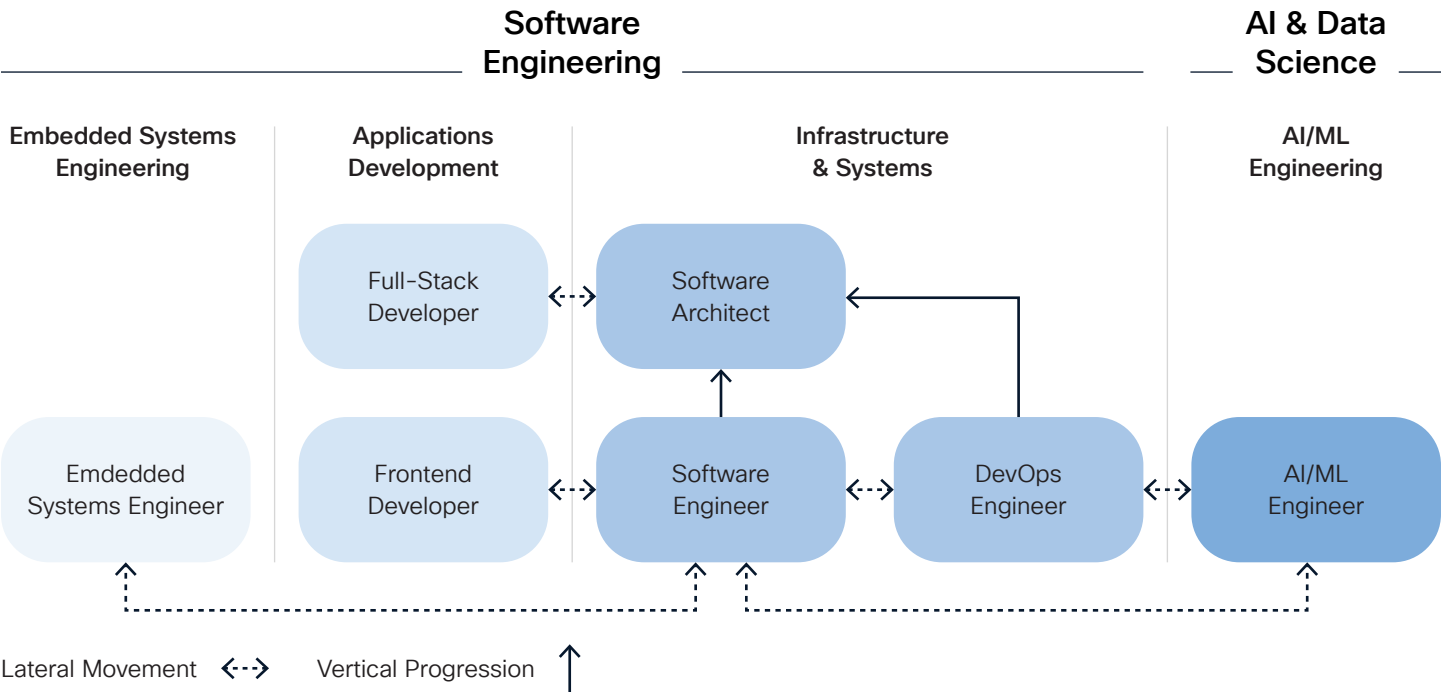 Software
Engineering
AI & Data
Science
Embedded Systems
Engineering
Applications
Development
Infrastructure
& Systems
AI/ML
Engineering
Full-Stack
Developer
Software
Architect
Emdedded
Systems Engineer
Frontend
Developer
Software
Engineer
DevOps
Engineer
AI/ML
Engineer
Lateral Movement
Vertical Progression